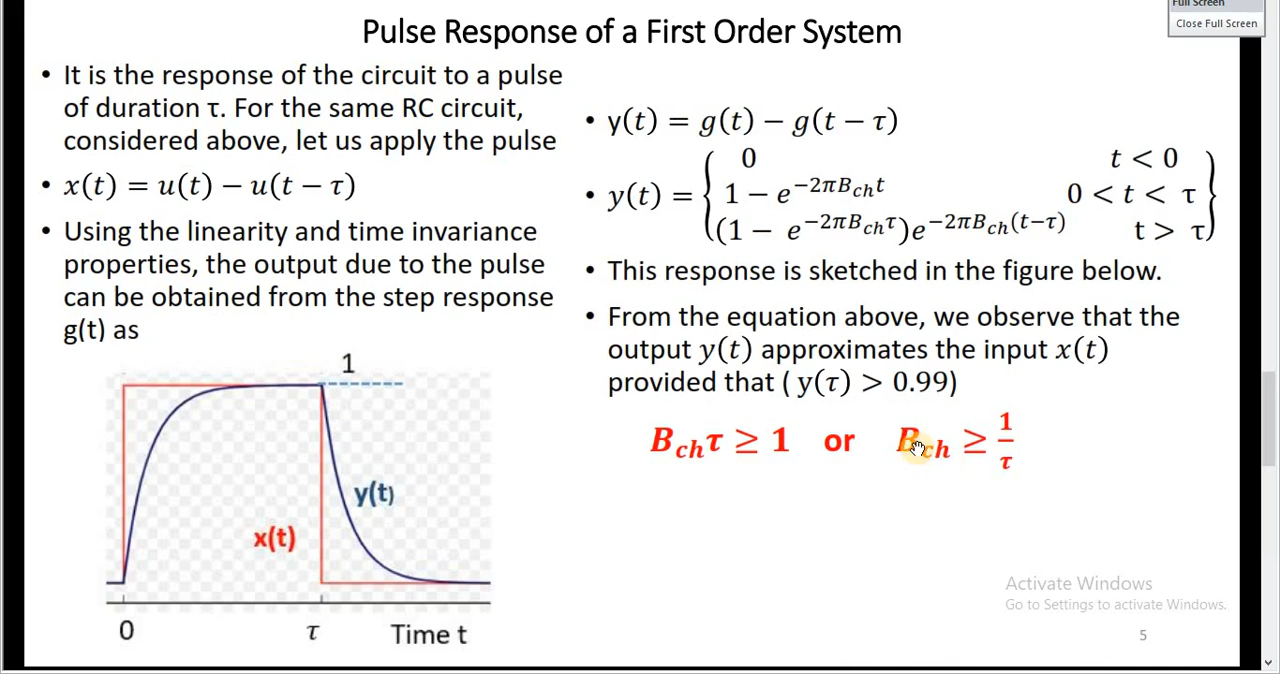 Full Screen
Close Full Screen
Pulse Response of a First Order System
• It is the response of the circuit to a pulse
of duration τ. For the same RC circuit,
considered above, let us apply the pulse
• x(t) = u(t) − u(t − τ)
• Using the linearity and time invariance
properties, the output due to the pulse
can be obtained from the step response
g(t) as
1
y(t)
x(t)
0 τ Time t
• y(t) = g(t) − g(t − τ)
• y(t) = { 0 t < 0
1 − e^{−2πB_{ch}t} 0 < t < τ
(1 − e^{−2πB_{ch}τ})e^{−2πB_{ch}(t−τ)} t > τ }
• This response is sketched in the figure below.
• From the equation above, we observe that the
output y(t) approximates the input x(t)
provided that ( y(τ) > 0.99)
B_{ch}τ ≥ 1 or B_{ch} ≥ 1/τ
Activate Windows
Go to Settings to activate Windows.
5